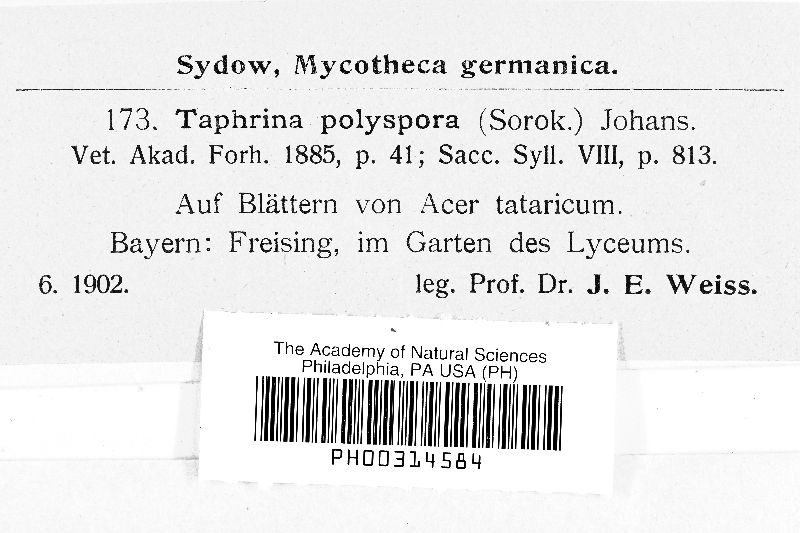 Sydow, Mycotheca germanica.
173. Taphrina polyspora (Sorok.) Johans.
Vet. Akad. Forh. 1885, p. 41; Sacc. Syll. VIII, p. 813.
Auf Blättern von Acer tataricum.
Bayern: Freising, im Garten des Lyceums.
6. 1902. leg. Prof. Dr. J. E. Weiss.
The Academy of Natural Sciences
Philadelphia, PA USA (PH)
PH00314584